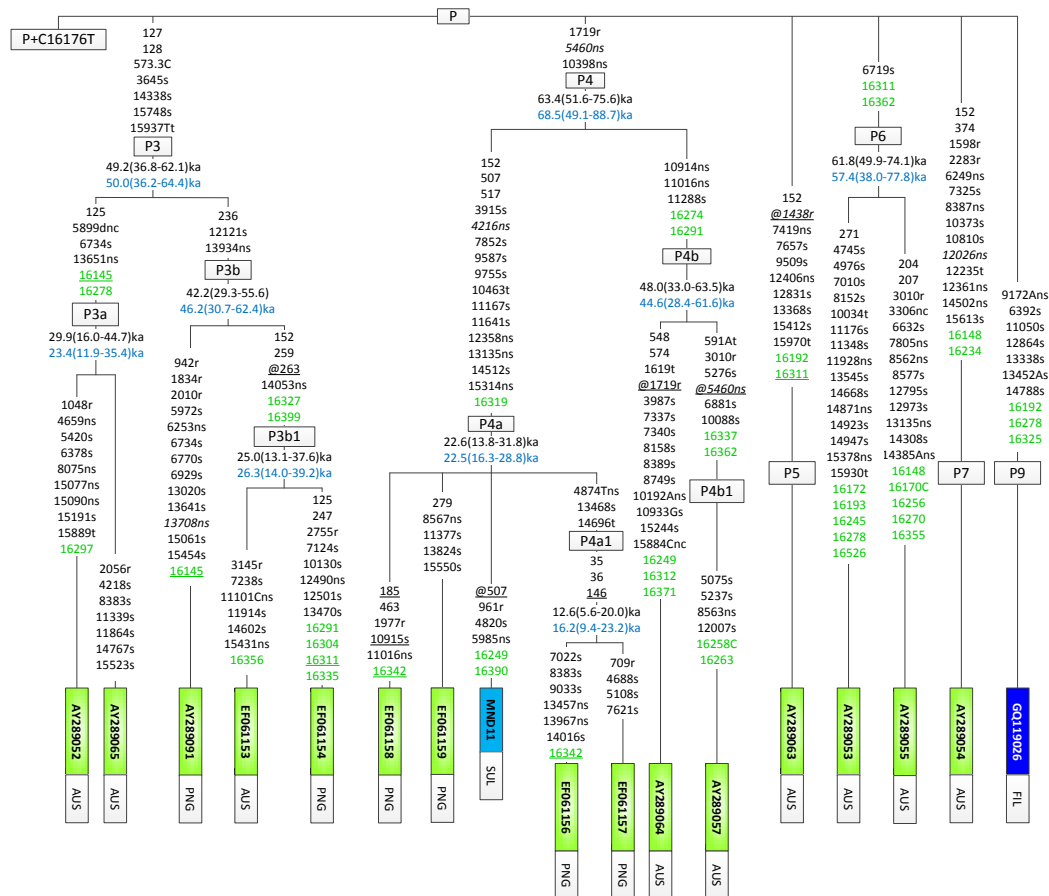 P
P+C16176T
127
128
573.3C
3645s
14338s
15748s
15937Tt
P3
49.2(36.8-62.1)ka
50.0(36.2-64.4)ka
125
5899dnc
6734s
13651ns
16145
16278
P3a
29.9(16.0-44.7)ka
23.4(11.9-35.4)ka
1048r
4659ns
5420s
6378s
8075ns
15077ns
15090ns
15191s
15889t
16297
AY289052
AUS
2056r
4218s
8383s
11339s
11864s
14767s
15523s
AY289065
AUS
236
12121s
13934ns
P3b
42.2(29.3-55.6)
46.2(30.7-62.4)ka
942r
1834r
2010r
5972s
6253ns
6734s
6770s
6929s
13020s
13641s
13708ns
15061s
15454s
16145
AY289091
PNG
152
259
@263
14053ns
16327
16399
P3b1
25.0(13.1-37.6)ka
26.3(14.0-39.2)ka
3145r
7238s
11101Cns
11914s
14602s
15431ns
16356
EF061153
AUS
125
247
2755r
7124s
10130s
12490ns
12501s
13470s
16291
16304
16311
16335
EF061154
PNG
1719r
5460ns
10398ns
P4
63.4(51.6-75.6)ka
68.5(49.1-88.7)ka
152
507
517
3915s
4216ns
7852s
9587s
9755s
10463t
11167s
11641s
12358ns
13135ns
14512s
15314ns
16319
P4a
22.6(13.8-31.8)ka
22.5(16.3-28.8)ka
185
463
1977r
10915s
11016ns
16342
EF061158
PNG
279
8567ns
11377s
13824s
15550s
EF061159
PNG
@507
961r
4820s
5985ns
16249
16390
MND11
SUL
4874Tns
13468s
14696t
P4a1
35
36
146
12.6(5.6-20.0)ka
16.2(9.4-23.2)ka
7022s
8383s
9033s
13457ns
13967ns
14016s
16342
EF061156
PNG
709r
4688s
5108s
7621s
EF061157
PNG
10914ns
11016ns
11288s
16274
16291
P4b
48.0(33.0-63.5)ka
44.6(28.4-61.6)ka
548
574
1619t
@1719r
3987s
7337s
7340s
8158s
8389s
8749s
10192Ans
10933Gs
15244s
15884Cnc
16249
16312
16371
AY289064
AUS
591At
3010r
5276s
@5460ns
6881s
10088s
16337
16362
P4b1
5075s
5237s
8563ns
12007s
16258C
16263
AY289057
AUS
152
@1438r
7419ns
7657s
9509s
12406ns
12831s
13368s
15412s
15970t
16192
16311
P5
AY289063
AUS
6719s
16311
16362
P6
61.8(49.9-74.1)ka
57.4(38.0-77.8)ka
271
4745s
4976s
7010s
8152s
10034t
11176s
11348s
11928ns
13545s
14668s
14871ns
14923s
14947s
15378ns
15930t
16172
16193
16245
16278
16526
AY289053
AUS
204
207
3010r
3306nc
6632s
7805ns
8562ns
8577s
12795s
12973s
13135ns
14308s
14385Ans
16148
16170C
16256
16270
16355
AY289055
AUS
152
374
1598r
2283r
6249ns
7325s
8387ns
10373s
10810s
12026ns
12235t
12361ns
14502ns
15613s
16148
16234
P7
AY289054
AUS
9172Ans
6392s
11050s
12864s
13338s
13452As
14788s
16192
16278
16325
P9
GQ119026
FIL